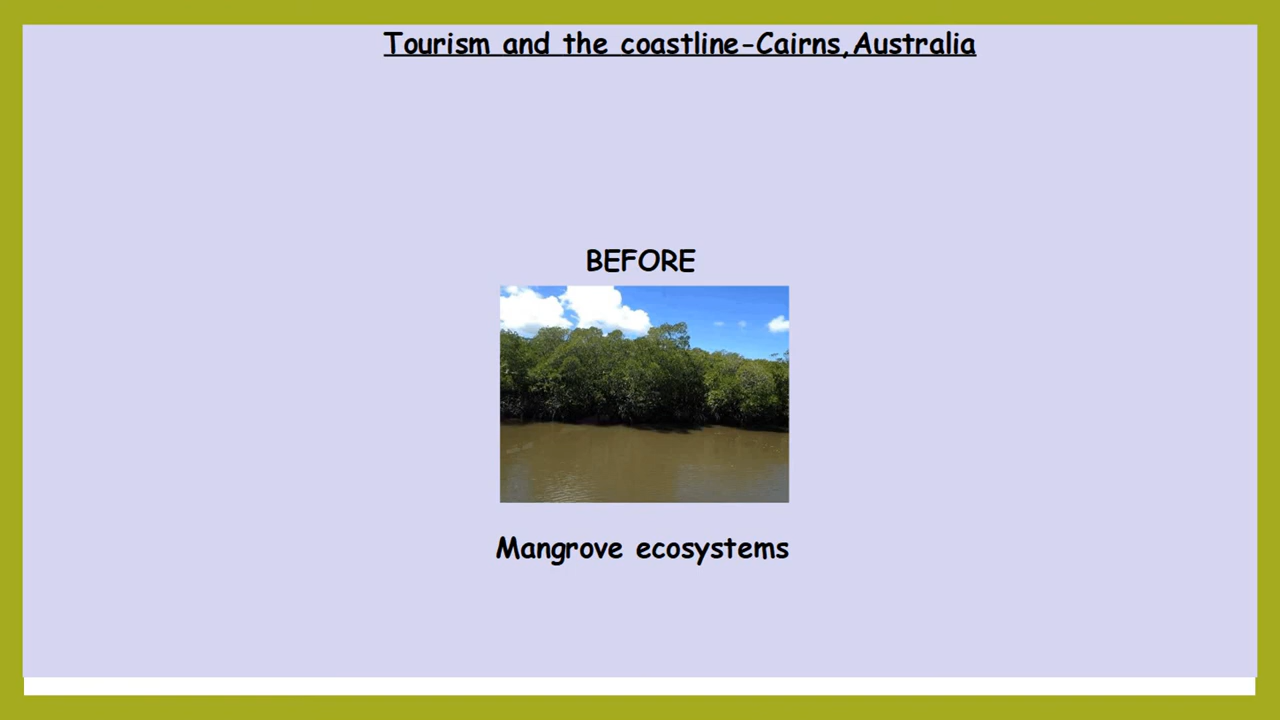 Tourism and the coastline-Cairns,Australia
BEFORE
Mangrove ecosystems